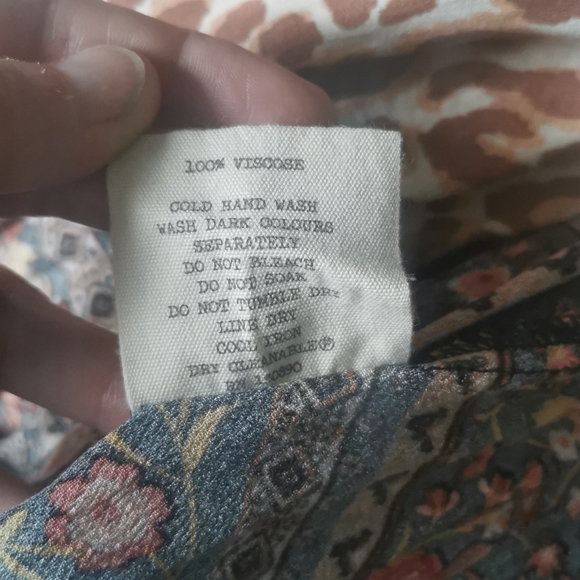 100% VISCOSE
COLD HAND WASH
WASH DARK COLOURS
SEPARATELY
DO NOT BLEACH
DO NOT SOAK
DO NOT TUMBLE DRY
LINE DRY
COOL IRON
DRY CLEANABLE(P)
RN